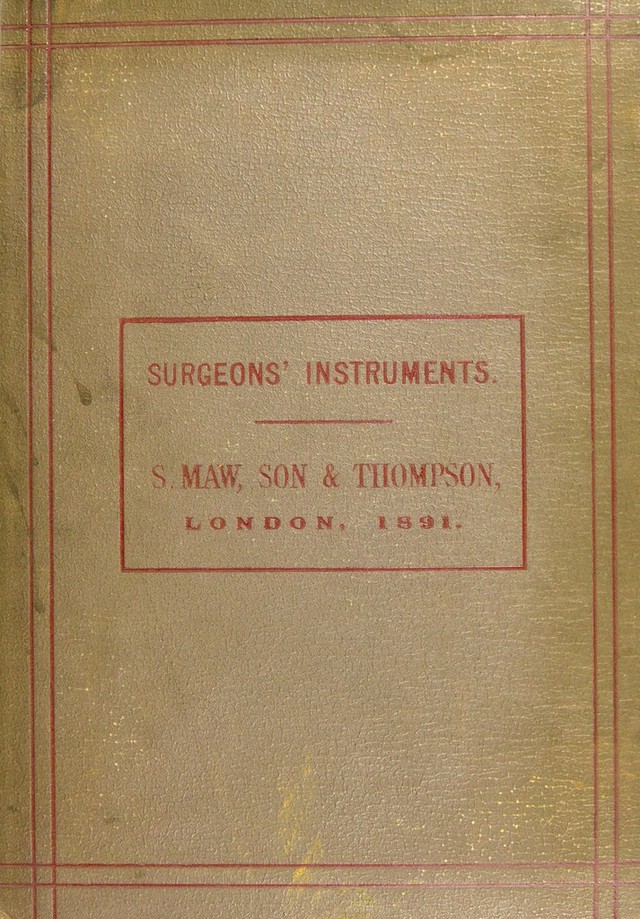 SURGEONS' INSTRUMENTS.
S. MAW, SON & THOMPSON,
LONDON, 1891.